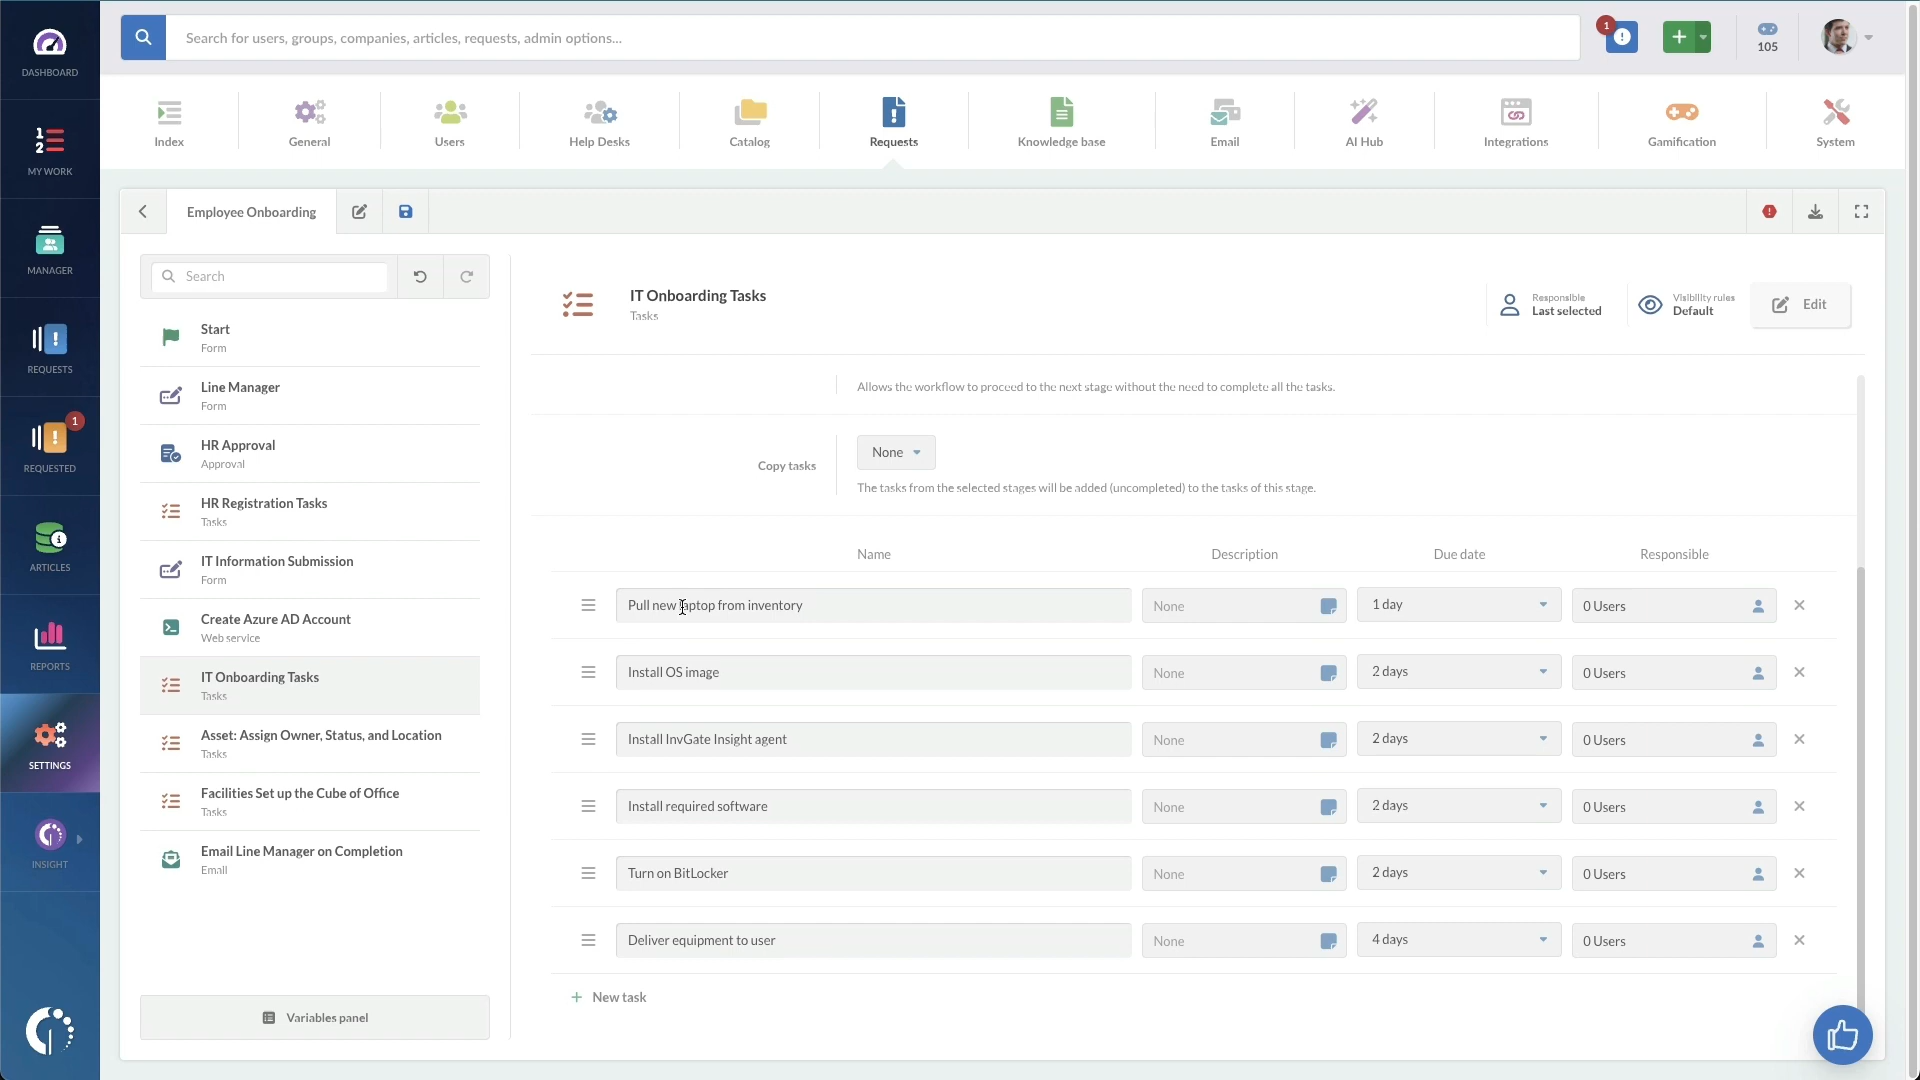 Search for users, groups, companies, articles, requests, admin options...
1
105
DASHBOARD
MY WORK
MANAGER
REQUESTS
1
REQUESTED
ARTICLES
REPORTS
SETTINGS
INSIGHT
Index
General
Users
Help Desks
Catalog
Requests
Knowledge base
Email
AI Hub
Integrations
Gamification
System
Employee Onboarding
Search
Start
Form
Line Manager
Form
HR Approval
Approval
HR Registration Tasks
Tasks
IT Information Submission
Form
Create Azure AD Account
Web service
IT Onboarding Tasks
Tasks
Asset: Assign Owner, Status, and Location
Tasks
Facilities Set up the Cube of Office
Tasks
Email Line Manager on Completion
Email
Variables panel
IT Onboarding Tasks
Tasks
Responsible
Last selected
Visibility rules
Default
Edit
Allows the workflow to proceed to the next stage without the need to complete all the tasks.
Copy tasks
None
The tasks from the selected stages will be added (uncompleted) to the tasks of this stage.
Name Description Due date Responsible
Pull new laptop from inventory None 1 day 0 Users
Install OS image None 2 days 0 Users
Install InvGate Insight agent None 2 days 0 Users
Install required software None 2 days 0 Users
Turn on BitLocker None 2 days 0 Users
Deliver equipment to user None 4 days 0 Users
+ New task